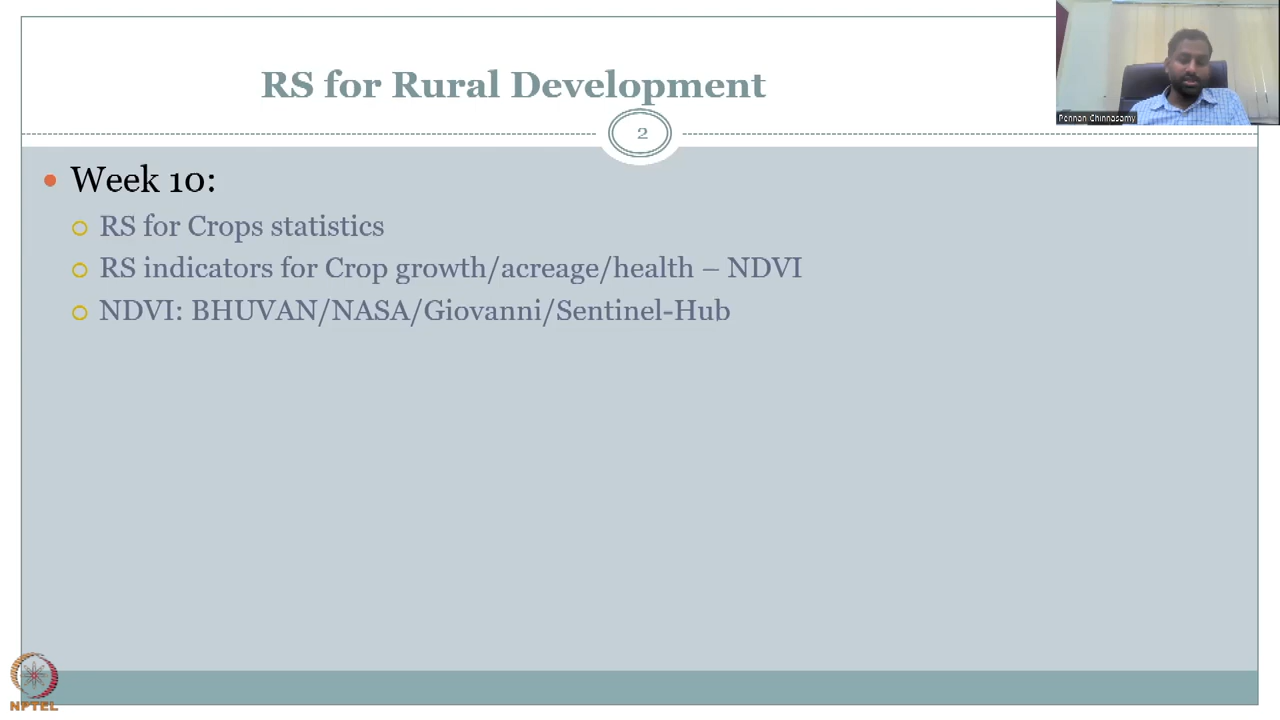 RS for Rural Development
Pennan Chinnasamy
2
Week 10:
RS for Crops statistics
RS indicators for Crop growth/acreage/health – NDVI
NDVI: BHUVAN/NASA/Giovanni/Sentinel-Hub
NPTEL